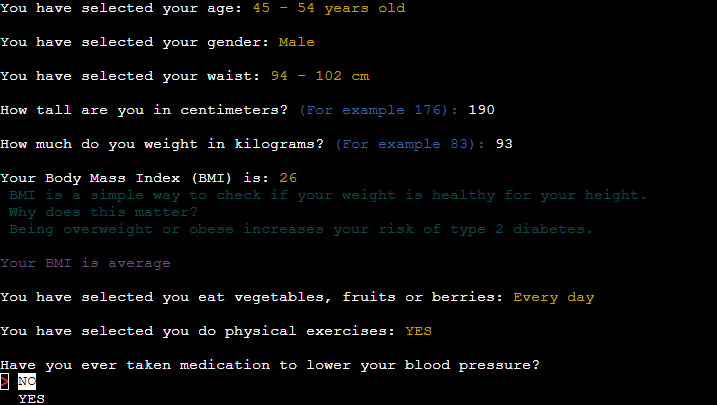 You have selected your age: 45 - 54 years old
You have selected your gender: Male
You have selected your waist: 94 - 102 cm
How tall are you in centimeters? (For example 176): 190
How much do you weight in kilograms? (For example 83): 93
Your Body Mass Index (BMI) is: 26
BMI is a simple way to check if your weight is healthy for your height.
Why does this matter?
Being overweight or obese increases your risk of type 2 diabetes.
Your BMI is average
You have selected you eat vegetables, fruits or berries: Every day
You have selected you do physical exercises: YES
Have you ever taken medication to lower your blood pressure?
> NO
YES